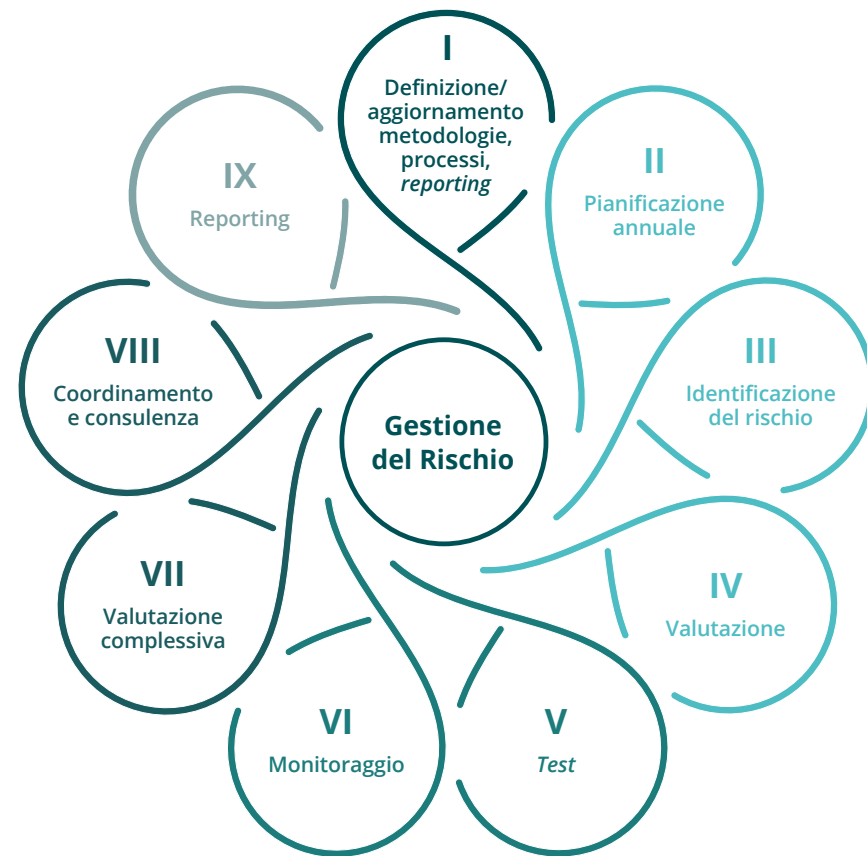 I
Definizione/
aggiornamento
metodologie,
processi,
reporting
II
Pianificazione
annuale
III
Identificazione
del rischio
IV
Valutazione
V
Test
VI
Monitoraggio
VII
Valutazione
complessiva
VIII
Coordinamento
e consulenza
IX
Reporting
Gestione
del Rischio